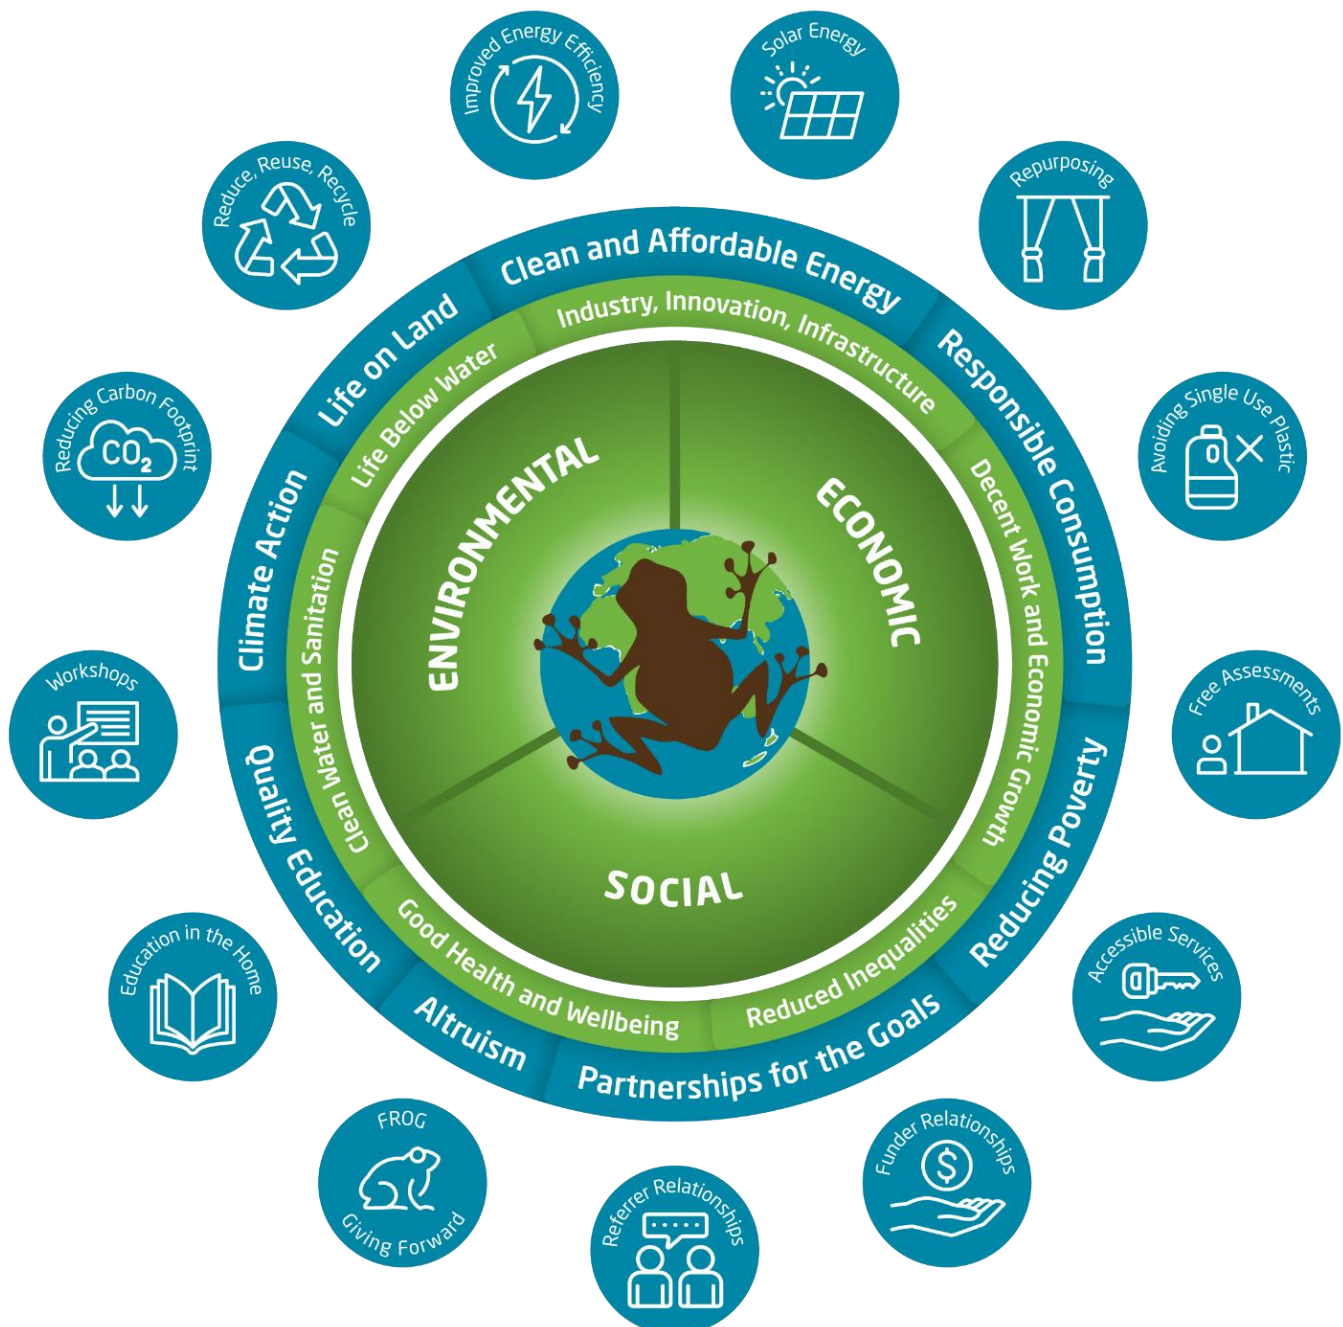 Improved Energy Efficiency
Solar Energy
Repurposing
Avoiding Single Use Plastic
Free Assessments
Accessible Services
Funder Relationships
$
Referrer Relationships
FROG
Giving Forward
Education in the Home
Workshops
Reducing Carbon Footprint
CO₂
Reduce, Reuse, Recycle
Clean and Affordable Energy
Responsible Consumption
Reducing Poverty
Partnerships for the Goals
Altruism
Quality Education
Climate Action
Life on Land
Industry, Innovation, Infrastructure
Decent Work and Economic Growth
Reduced Inequalities
Good Health and Wellbeing
Clean Water and Sanitation
Life Below Water
ENVIRONMENTAL
ECONOMIC
SOCIAL